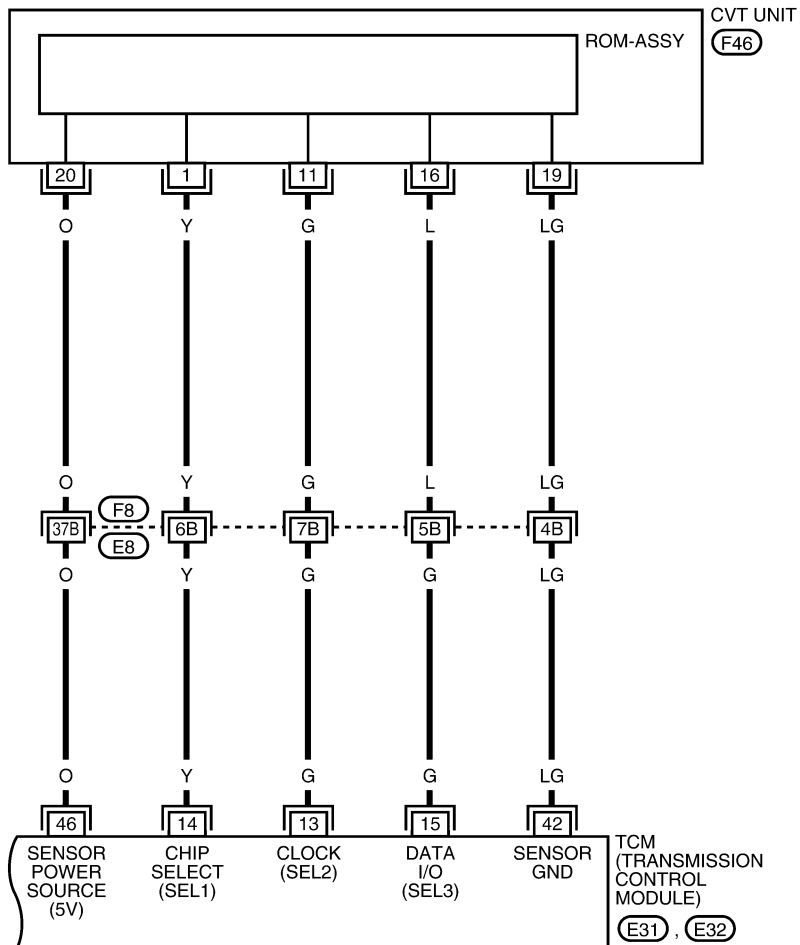 CVT UNIT
ROM-ASSY
F46
20 1 11 16 19
O Y G L LG
O Y G L LG
F8
37B 6B 7B 5B 4B
E8
O Y G G LG
O Y G G LG
46 14 13 15 42
SENSOR POWER SOURCE (5V)
CHIP SELECT (SEL1)
CLOCK (SEL2)
DATA I/O (SEL3)
SENSOR GND
TCM
(TRANSMISSION
CONTROL
MODULE)
E31 , E32